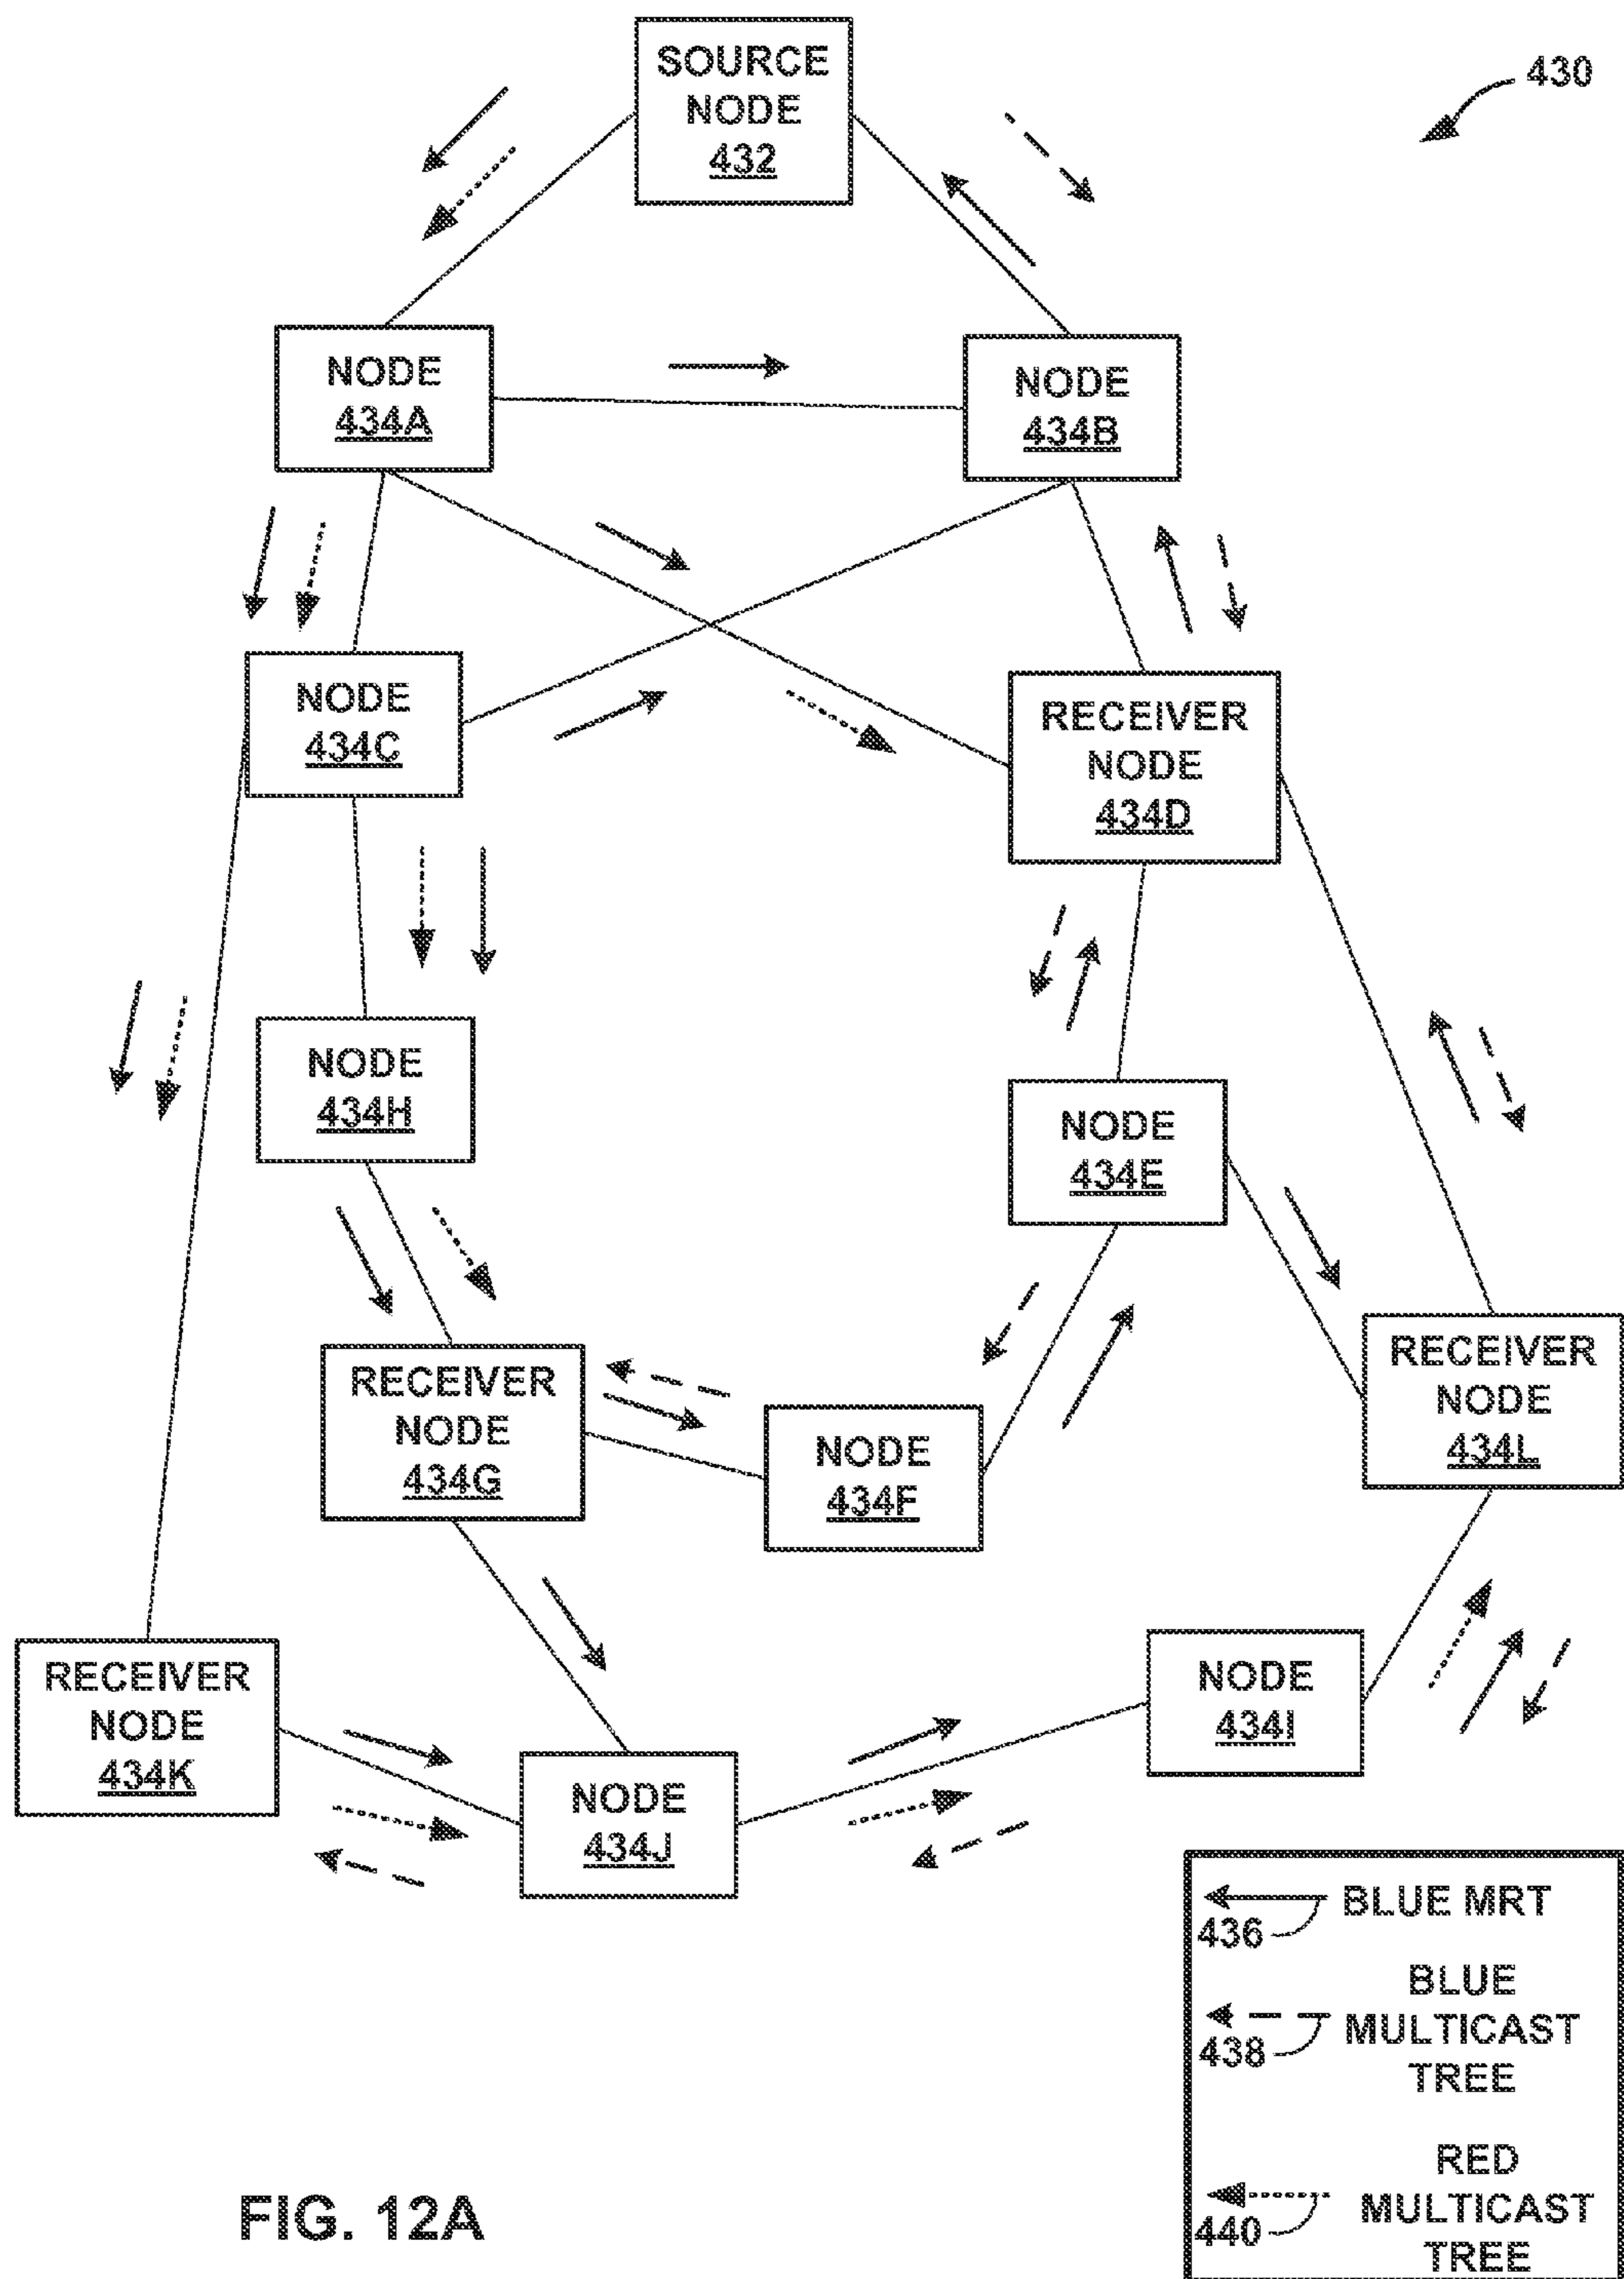 SOURCE
NODE
432
430
NODE
434A
NODE
434B
NODE
434C
RECEIVER
NODE
434D
NODE
434H
NODE
434E
RECEIVER
NODE
434G
NODE
434F
RECEIVER
NODE
434L
RECEIVER
NODE
434K
NODE
434J
NODE
434I
BLUE MRT
436
BLUE
MULTICAST
TREE
438
RED
MULTICAST
TREE
440
FIG. 12A